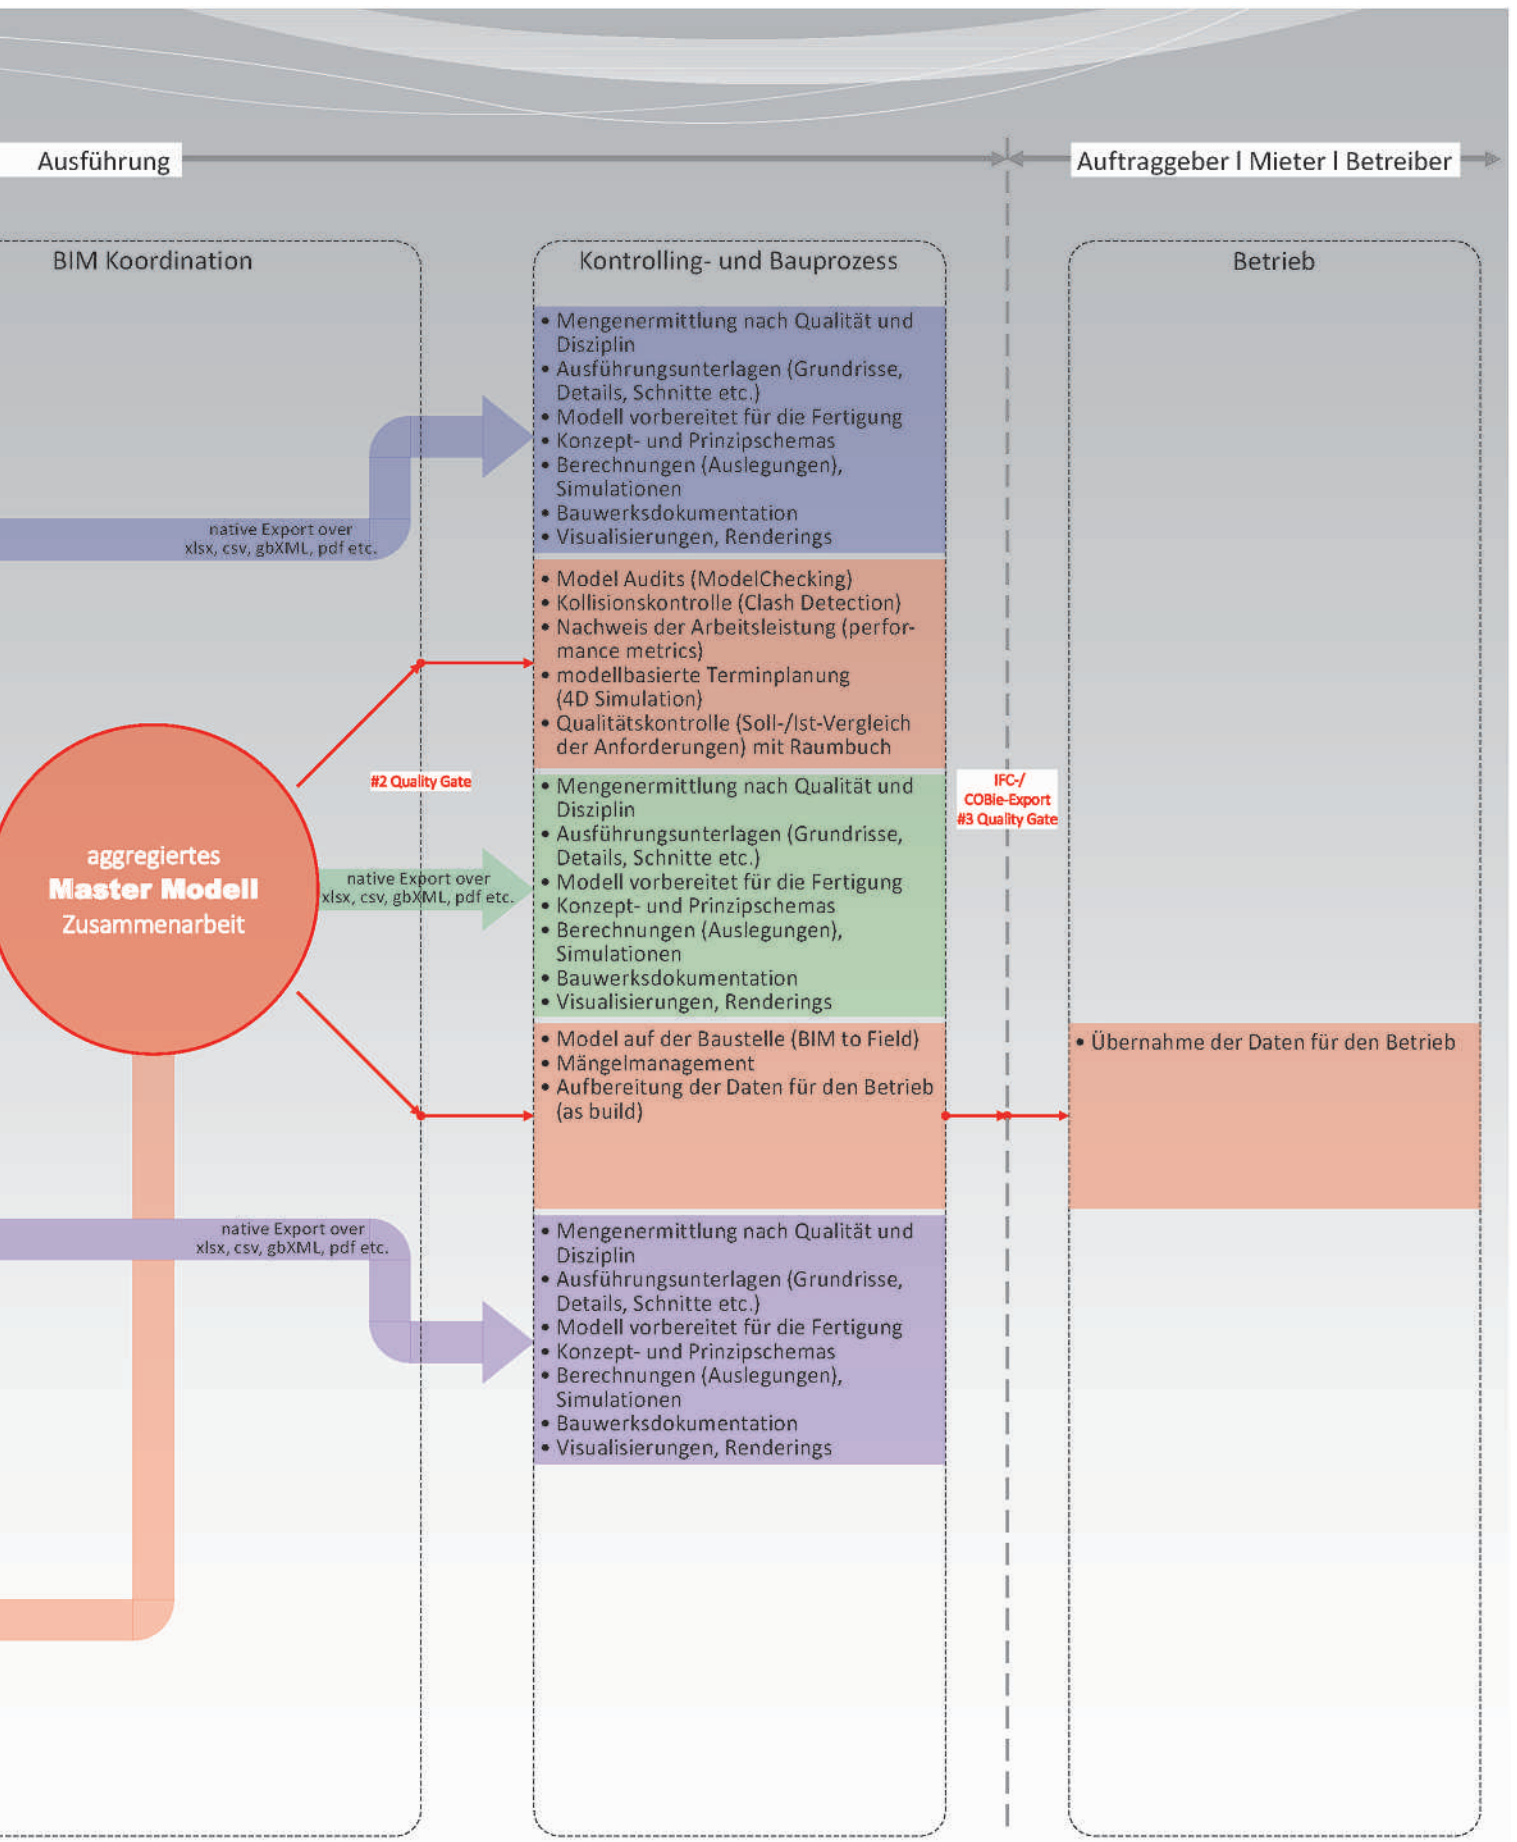 Ausführung
Auftraggeber l Mieter l Betreiber
BIM Koordination
native Export over
xlsx, csv, gbXML, pdf etc.
#2 Quality Gate
aggregiertes
Master Modell
Zusammenarbeit
native Export over
xlsx, csv, gbXML, pdf etc.
native Export over
xlsx, csv, gbXML, pdf etc.
Kontrolling- und Bauprozess
• Mengenermittlung nach Qualität und
Disziplin
• Ausführungsunterlagen (Grundrisse,
Details, Schnitte etc.)
• Modell vorbereitet für die Fertigung
• Konzept- und Prinzipschemas
• Berechnungen (Auslegungen),
Simulationen
• Bauwerksdokumentation
• Visualisierungen, Renderings
• Model Audits (ModelChecking)
• Kollisionskontrolle (Clash Detection)
• Nachweis der Arbeitsleistung (perfor-
mance metrics)
• modellbasierte Terminplanung
(4D Simulation)
• Qualitätskontrolle (Soll-/Ist-Vergleich
der Anforderungen) mit Raumbuch
• Mengenermittlung nach Qualität und
Disziplin
• Ausführungsunterlagen (Grundrisse,
Details, Schnitte etc.)
• Modell vorbereitet für die Fertigung
• Konzept- und Prinzipschemas
• Berechnungen (Auslegungen),
Simulationen
• Bauwerksdokumentation
• Visualisierungen, Renderings
• Model auf der Baustelle (BIM to Field)
• Mängelmanagement
• Aufbereitung der Daten für den Betrieb
(as build)
• Mengenermittlung nach Qualität und
Disziplin
• Ausführungsunterlagen (Grundrisse,
Details, Schnitte etc.)
• Modell vorbereitet für die Fertigung
• Konzept- und Prinzipschemas
• Berechnungen (Auslegungen),
Simulationen
• Bauwerksdokumentation
• Visualisierungen, Renderings
IFC-/
COBie-Export
#3 Quality Gate
Betrieb
• Übernahme der Daten für den Betrieb